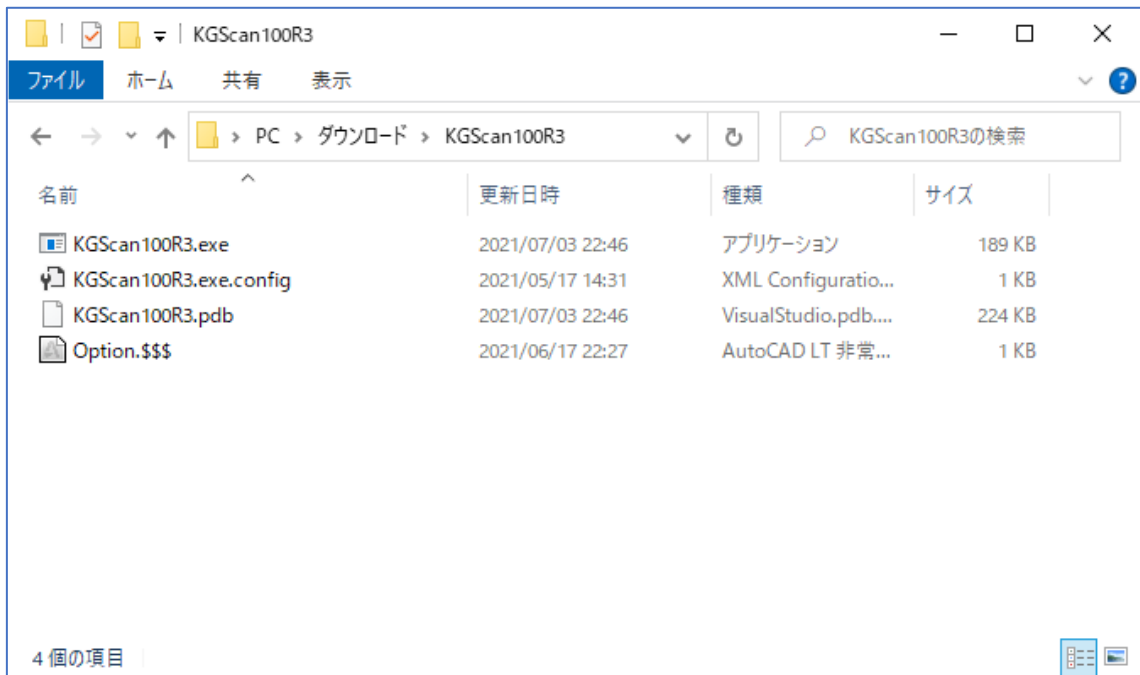 KGScan100R3
ファイル ホーム 共有 表示
PC ダウンロード KGScan100R3 KGScan100R3の検索
名前 更新日時 種類 サイズ
KGScan100R3.exe 2021/07/03 22:46 アプリケーション 189 KB
KGScan100R3.exe.config 2021/05/17 14:31 XML Configuratio... 1 KB
KGScan100R3.pdb 2021/07/03 22:46 VisualStudio.pdb.... 224 KB
Option.$$$ 2021/06/17 22:27 AutoCAD LT 非常... 1 KB
4 個の項目